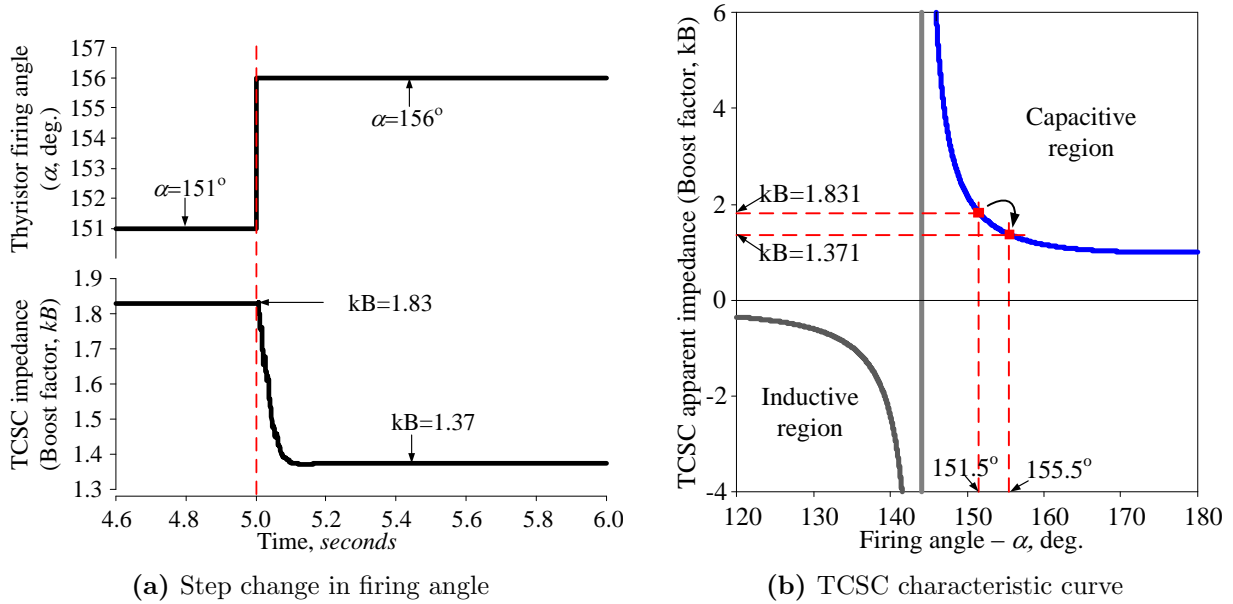 Thyristor firing angle
(α, deg.)
157
156
155
154
153
152
151
α=151°
α=156°
TCSC impedance
(Boost factor, kB)
1.9
1.8
1.7
1.6
1.5
1.4
1.3
kB=1.83
kB=1.37
4.6
4.8
5.0
5.2
5.4
5.6
5.8
6.0
Time, seconds
(a) Step change in firing angle
TCSC apparent impedance (Boost factor, kB)
6
4
2
0
-2
-4
Capacitive
region
kB=1.831
kB=1.371
Inductive
region
151.5°
155.5°
120
130
140
150
160
170
180
Firing angle – α, deg.
(b) TCSC characteristic curve